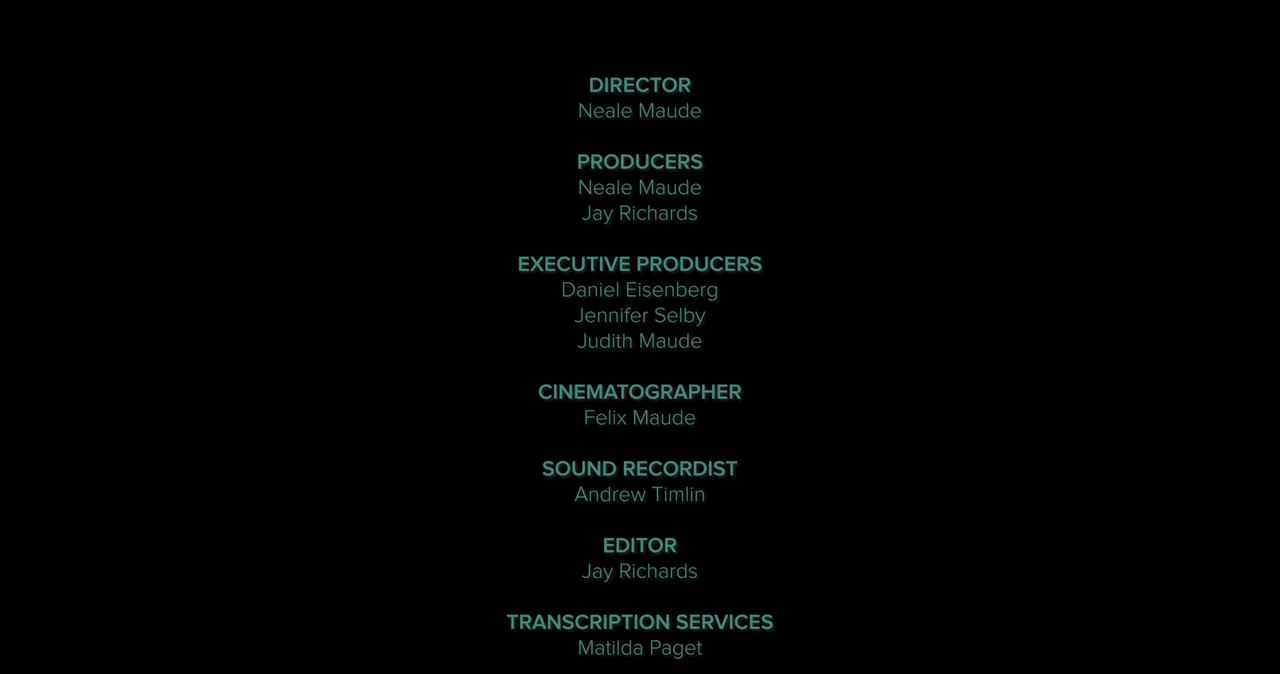 DIRECTOR
Neale Maude
PRODUCERS
Neale Maude
Jay Richards
EXECUTIVE PRODUCERS
Daniel Eisenberg
Jennifer Selby
Judith Maude
CINEMATOGRAPHER
Felix Maude
SOUND RECORDIST
Andrew Timlin
EDITOR
Jay Richards
TRANSCRIPTION SERVICES
Matilda Paget